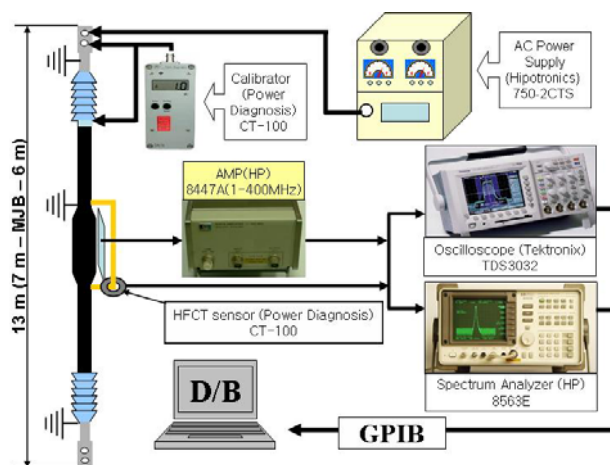 AC Power
Supply
(Hipotronics)
750-2CTS
Calibrator
(Power
Diagnosis)
CT-100
10
AMP(HP)
8447A(1-400MHz)
Oscilloscope (Tektronix)
TDS3032
HFCT sensor (Power Diagnosis)
CT-100
Spectrum Analyzer (HP)
8563E
13 m (7 m – MJB – 6 m)
D/B
GPIB